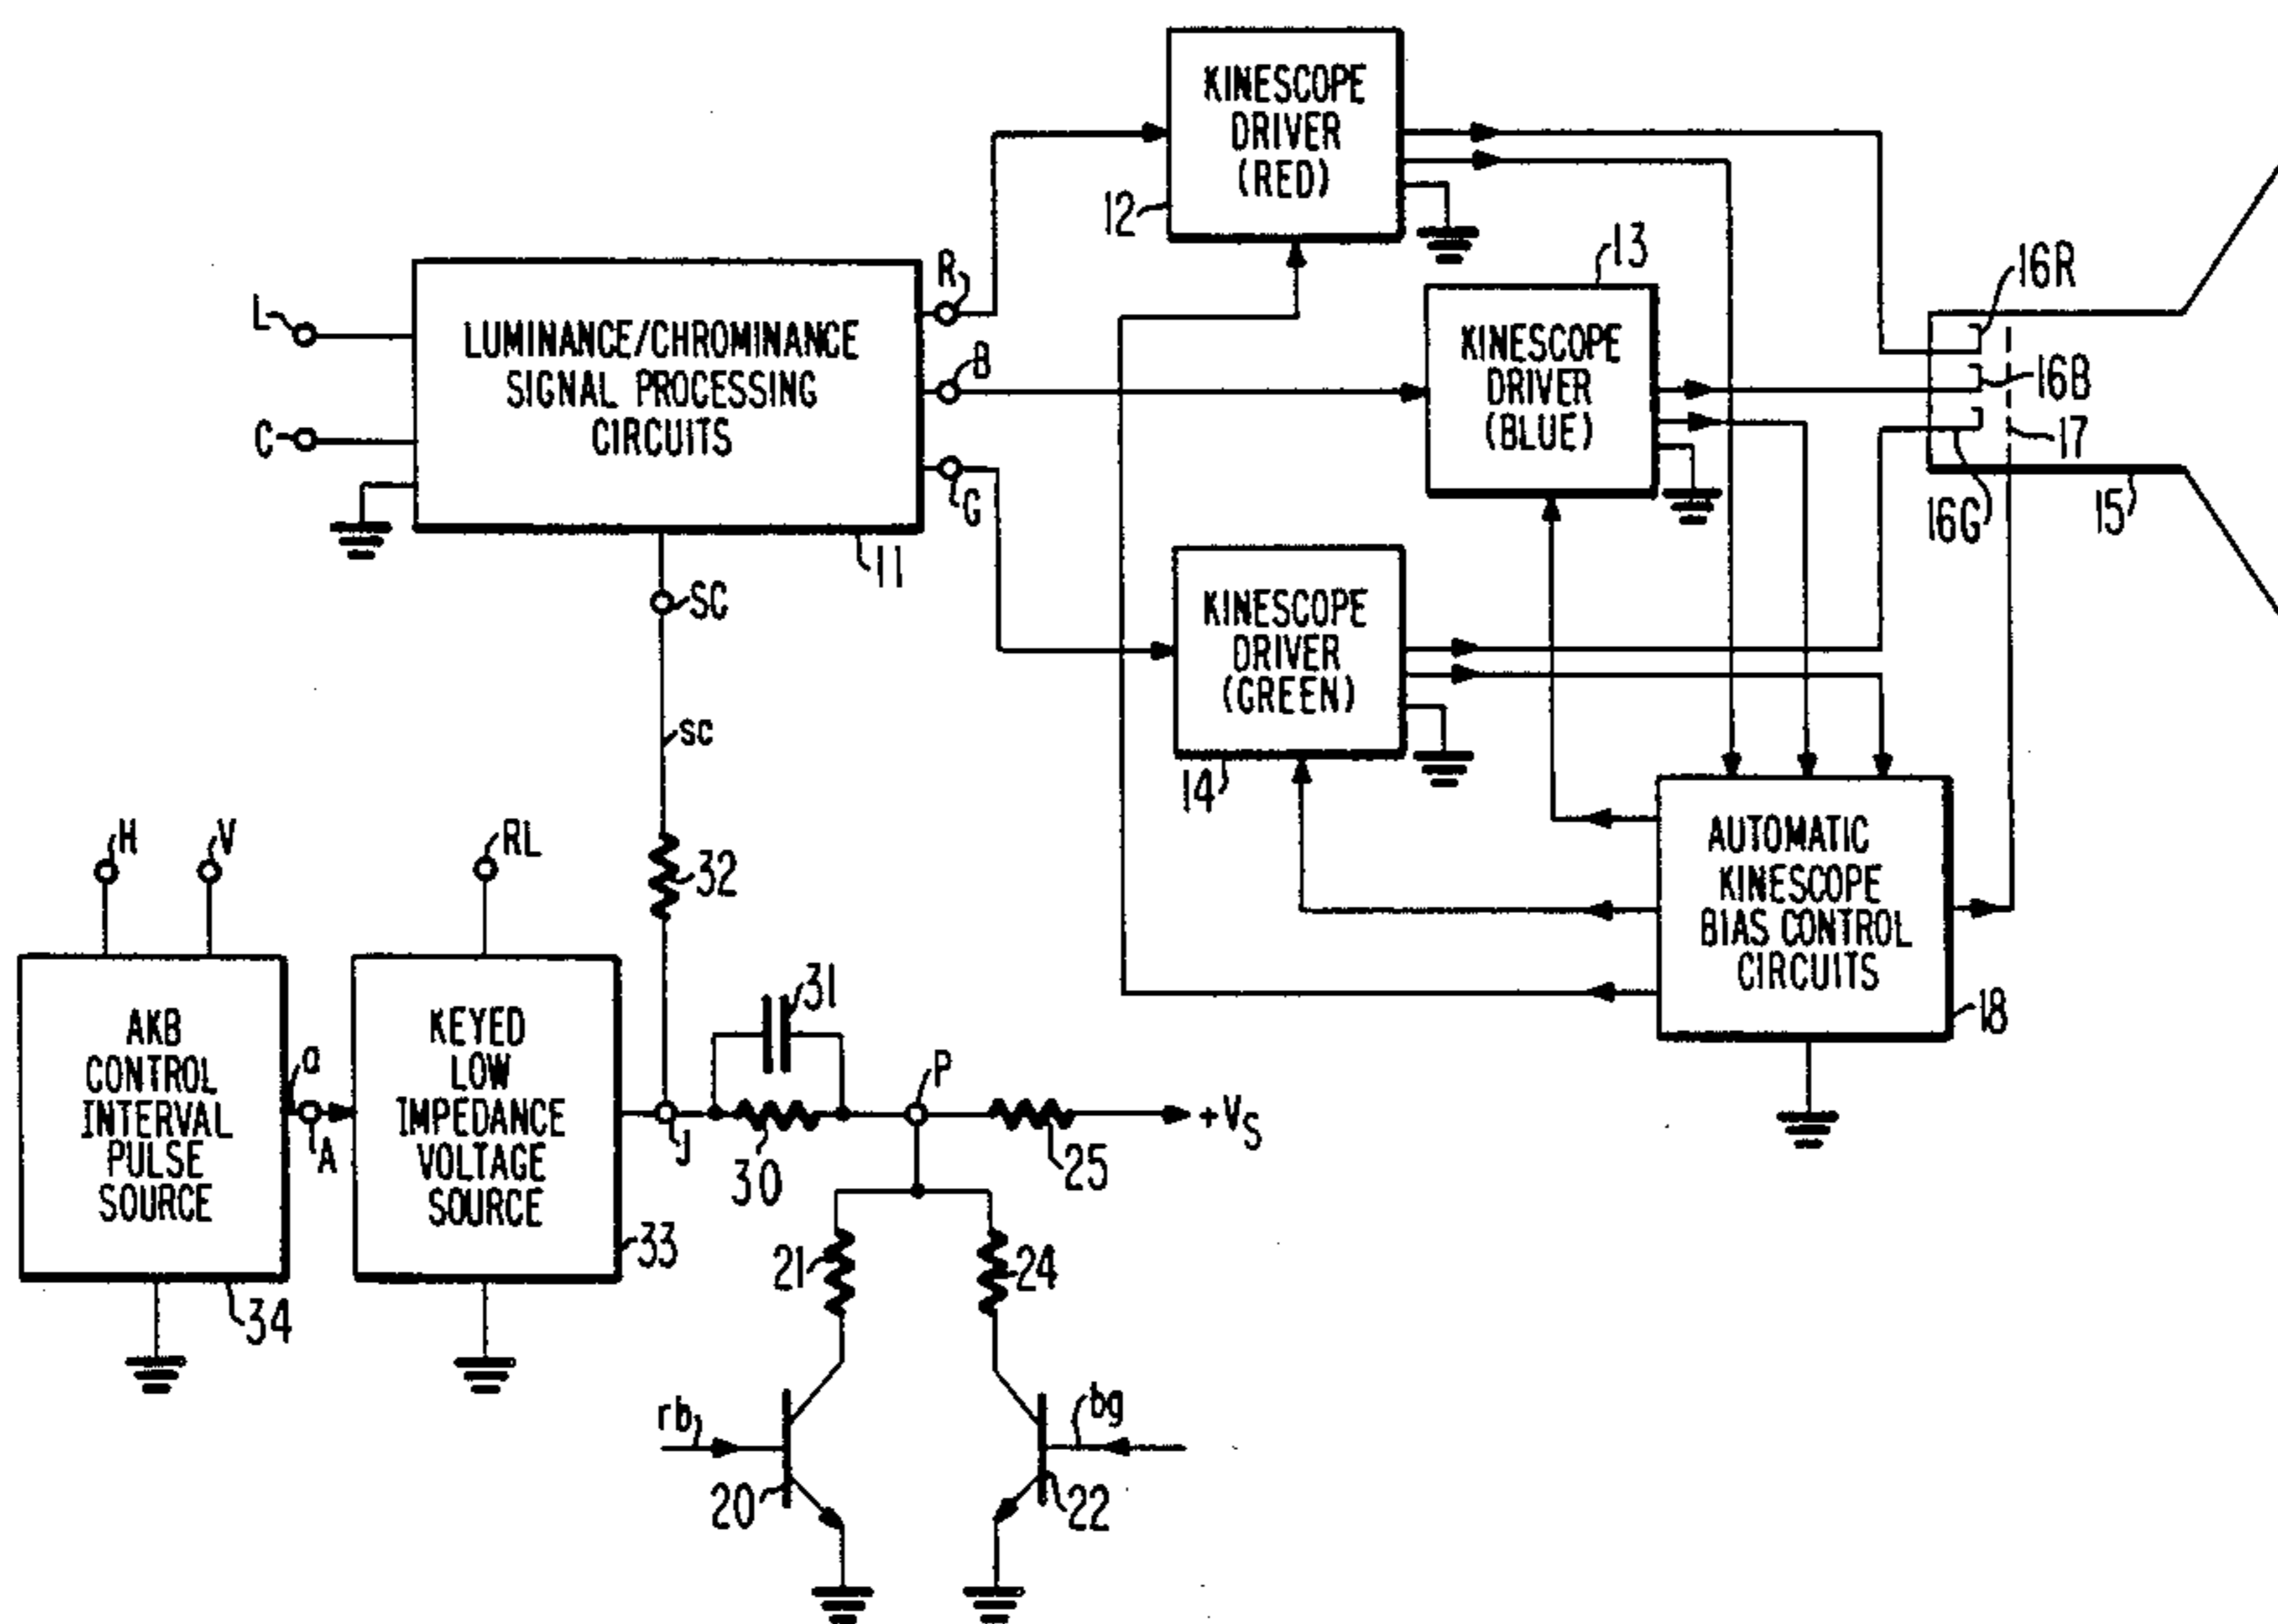 KINESCOPE
DRIVER
(RED)
12
13
R
16R
L
LUMINANCE/CHROMINANCE
SIGNAL PROCESSING
CIRCUITS
B
KINESCOPE
DRIVER
(BLUE)
16B
17
C
G
16G
15
11
SC
KINESCOPE
DRIVER
(GREEN)
sc
14
H
V
RL
32
AUTOMATIC
KINESCOPE
BIAS CONTROL
CIRCUITS
18
31
AKB
CONTROL
INTERVAL
PULSE
SOURCE
a
A
KEYED
LOW
IMPEDANCE
VOLTAGE
SOURCE
P
J
30
25
+VS
33
21
24
34
rb
bg
20
22